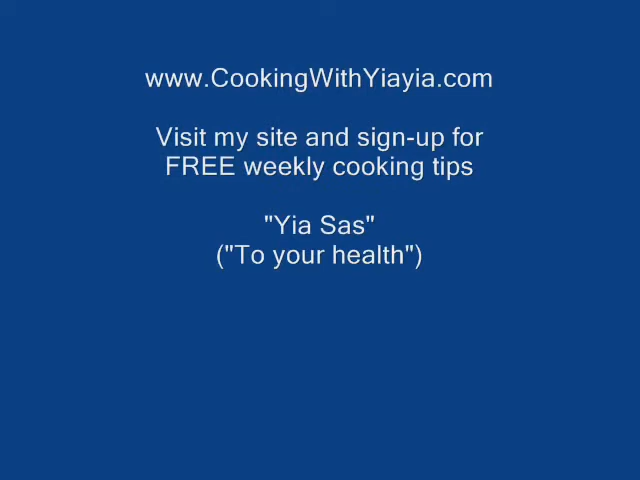 www.CookingWithYiayia.com
Visit my site and sign-up for
FREE weekly cooking tips
"Yia Sas"
("To your health")